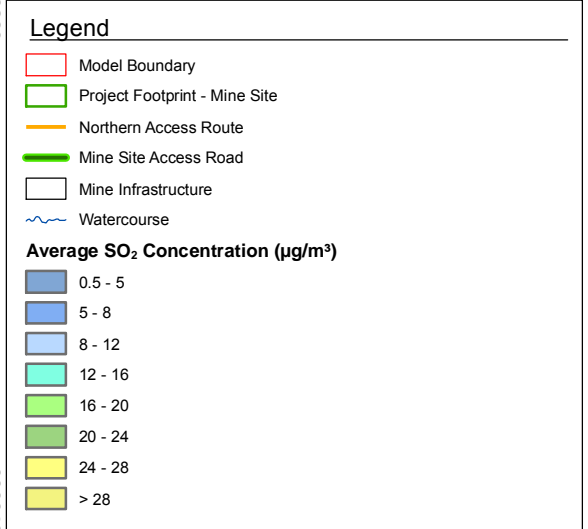 Legend
Model Boundary
Project Footprint - Mine Site
Northern Access Route
Mine Site Access Road
Mine Infrastructure
Watercourse
Average SO₂ Concentration (µg/m³)
0.5 - 5
5 - 8
8 - 12
12 - 16
16 - 20
20 - 24
24 - 28
> 28